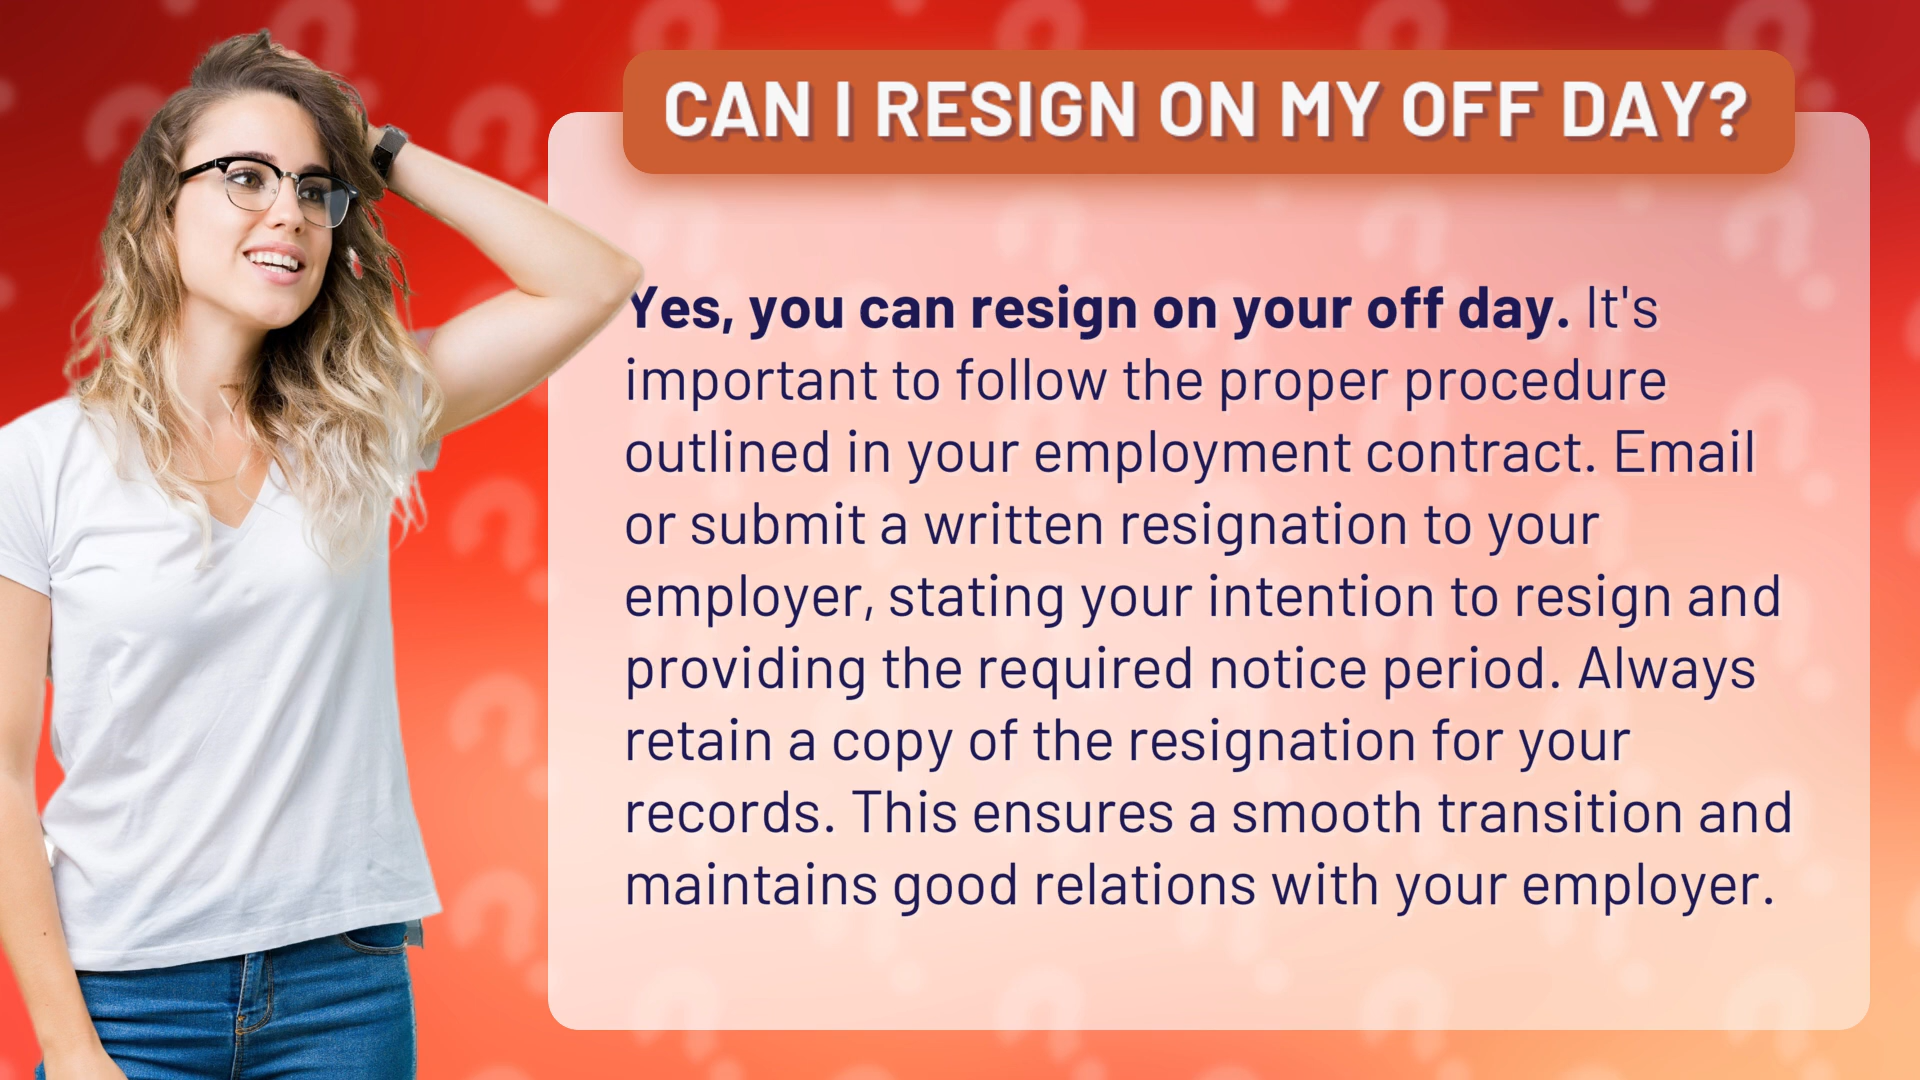 CAN I RESIGN ON MY OFF DAY?
Yes, you can resign on your off day. It's
important to follow the proper procedure
outlined in your employment contract. Email
or submit a written resignation to your
employer, stating your intention to resign and
providing the required notice period. Always
retain a copy of the resignation for your
records. This ensures a smooth transition and
maintains good relations with your employer.